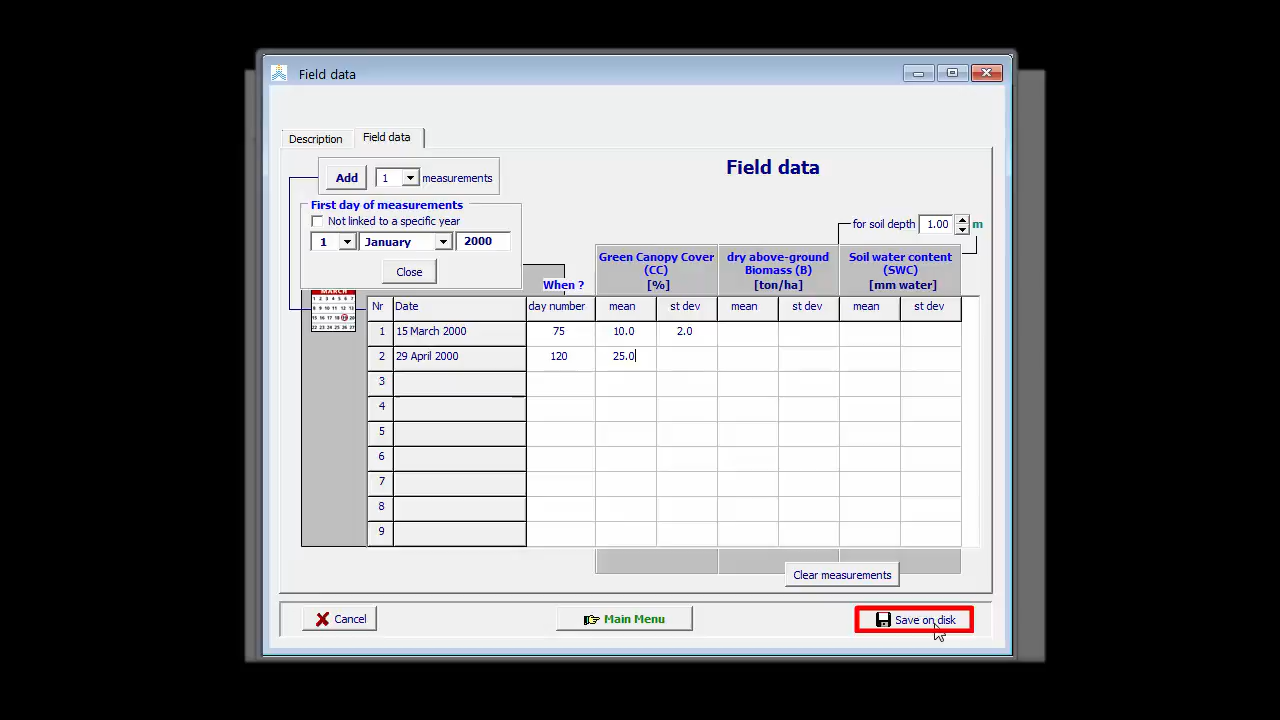 Field data
Description
Field data
Add 1 measurements
Field data
First day of measurements
Not linked to a specific year
1 January 2000
Close
for soil depth 1.00 m
When ?
Green Canopy Cover (CC) [%]
dry above-ground Biomass (B) [ton/ha]
Soil water content (SWC) [mm water]
MARCH
Nr Date day number mean st dev mean st dev mean st dev
1 15 March 2000 75 10.0 2.0
2 29 April 2000 120 25.0
3
4
5
6
7
8
9
Clear measurements
Cancel
Main Menu
Save on disk